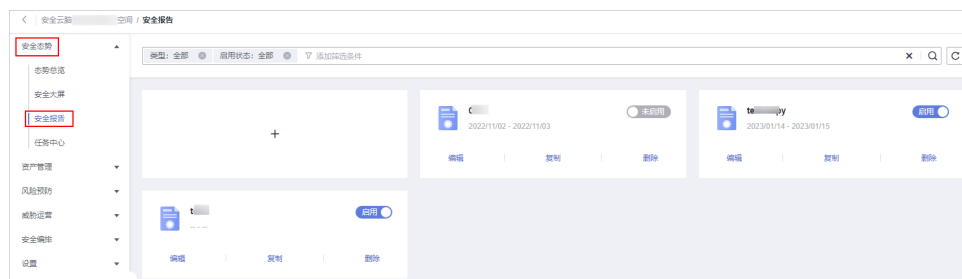 安全云脑 空间 / 安全报告
安全态势
态势总览
安全大屏
安全报告
任务中心
资产管理
风险预防
威胁运营
安全编排
设置
类型：全部 启用状态：全部 添加筛选条件
+
未启用
2022/11/02 - 2022/11/03
编辑 复制 删除
te py 启用
2023/01/14 - 2023/01/15
编辑 复制 删除
t 启用
-- -- --
编辑 复制 删除